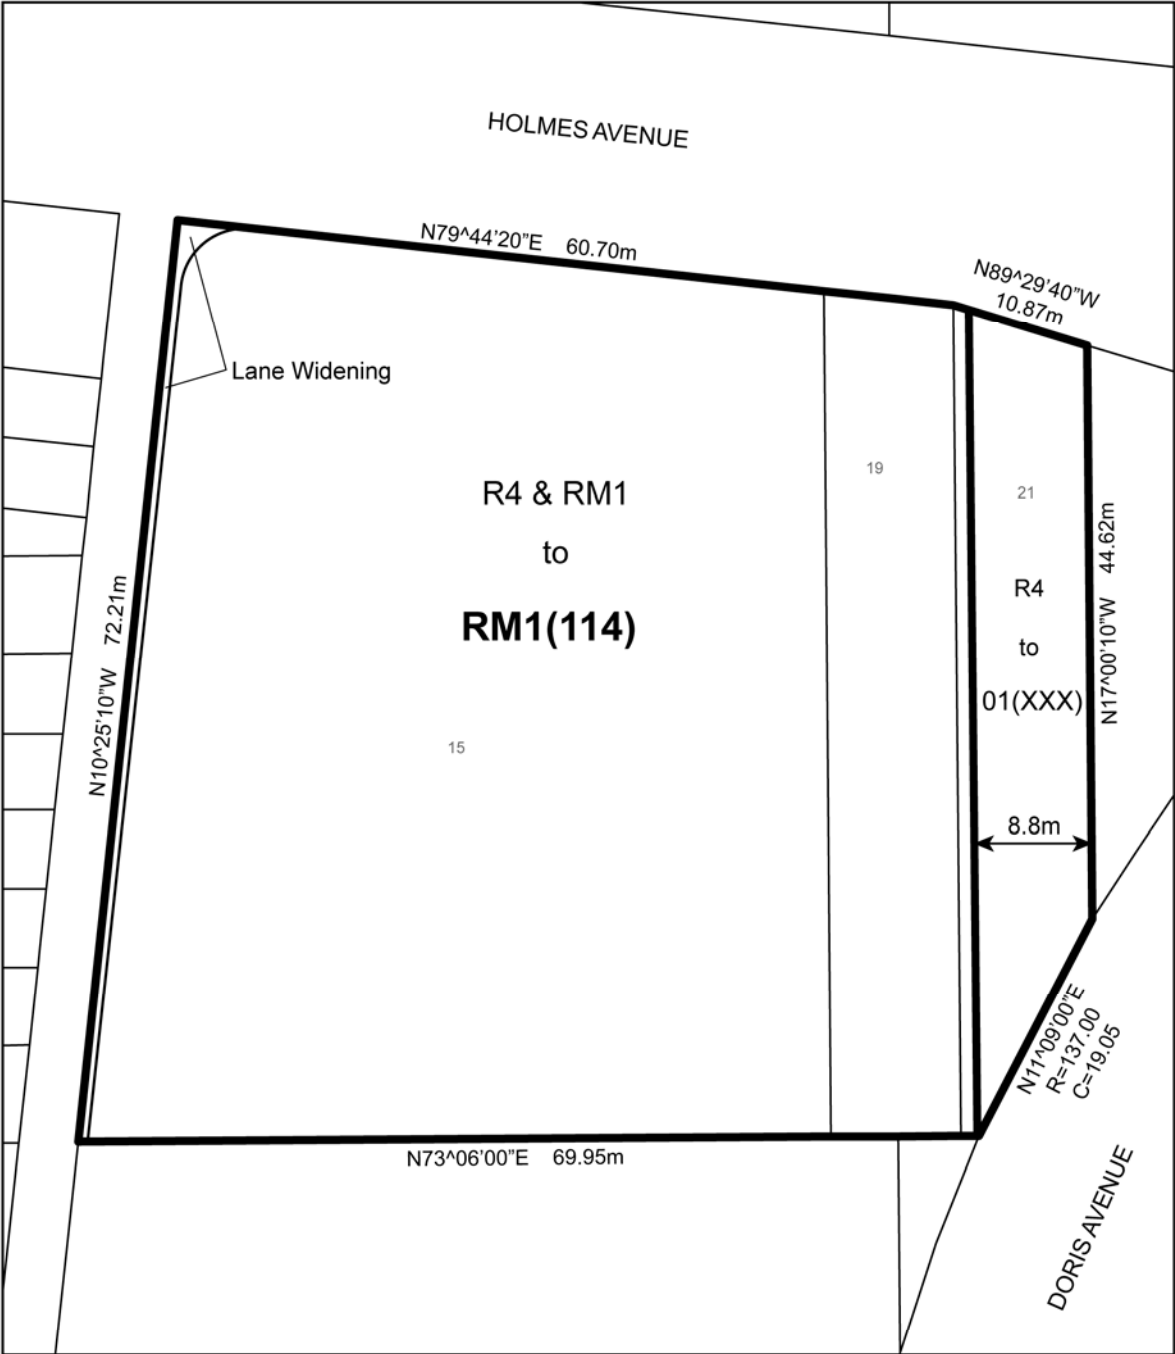 HOLMES AVENUE
N79^44'20"E 60.70m
N89^29'40"W
10.87m
Lane Widening
R4 & RM1
to
RM1(114)
19
21
R4
to
01(XXX)
N17^00'10"W 44.62m
N10^25'10"W 72.21m
15
8.8m
N11^09'00"E
R=137.00
C=19.05
N73^06'00"E 69.95m
DORIS AVENUE